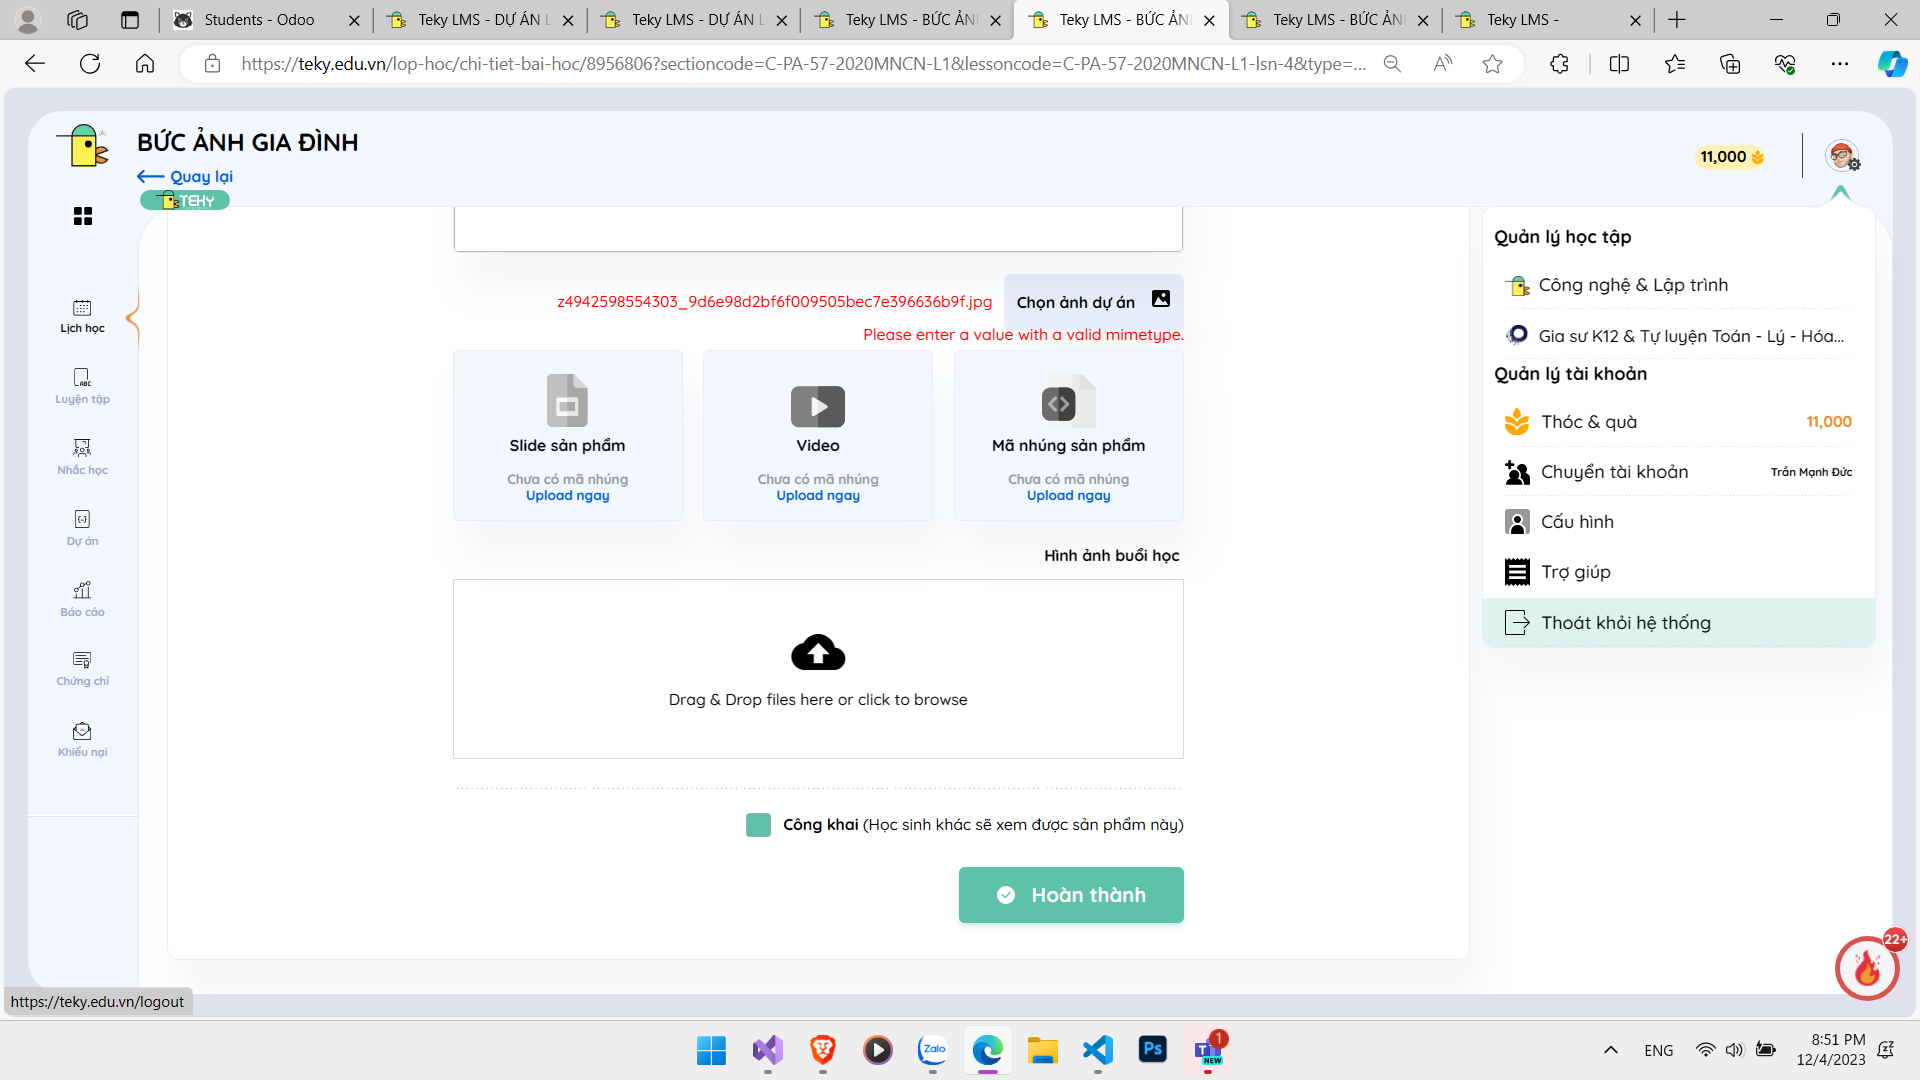 Students - Odoo
Teky LMS - DỰ ÁN L
Teky LMS - DỰ ÁN L
Teky LMS - BỨC ẢNH
Teky LMS - BỨC ẢNH
Teky LMS - BỨC ẢNH
Teky LMS -
https://teky.edu.vn/lop-hoc/chi-tiet-bai-hoc/8956806?sectioncode=C-PA-57-2020MNCN-L1&lessoncode=C-PA-57-2020MNCN-L1-lsn-4&type=...
BỨC ẢNH GIA ĐÌNH
Quay lại
TEKY
11,000
Lịch học
Luyện tập
Nhắc học
Dự án
Báo cáo
Chứng chỉ
Khiếu nại
z4942598554303_9d6e98d2bf6f009505bec7e396636b9f.jpg
Chọn ảnh dự án
Please enter a value with a valid mimetype.
Slide sản phẩm
Chưa có mã nhúng
Upload ngay
Video
Chưa có mã nhúng
Upload ngay
Mã nhúng sản phẩm
Chưa có mã nhúng
Upload ngay
Hình ảnh buổi học
Drag & Drop files here or click to browse
Công khai (Học sinh khác sẽ xem được sản phẩm này)
Hoàn thành
Quản lý học tập
Công nghệ & Lập trình
Gia sư K12 & Tự luyện Toán - Lý - Hóa...
Quản lý tài khoản
Thóc & quà 11,000
Chuyển tài khoản Trần Mạnh Đức
Cấu hình
Trợ giúp
Thoát khỏi hệ thống
22+
https://teky.edu.vn/logout
Zalo
Ps
1
NEW
ENG
8:51 PM
12/4/2023